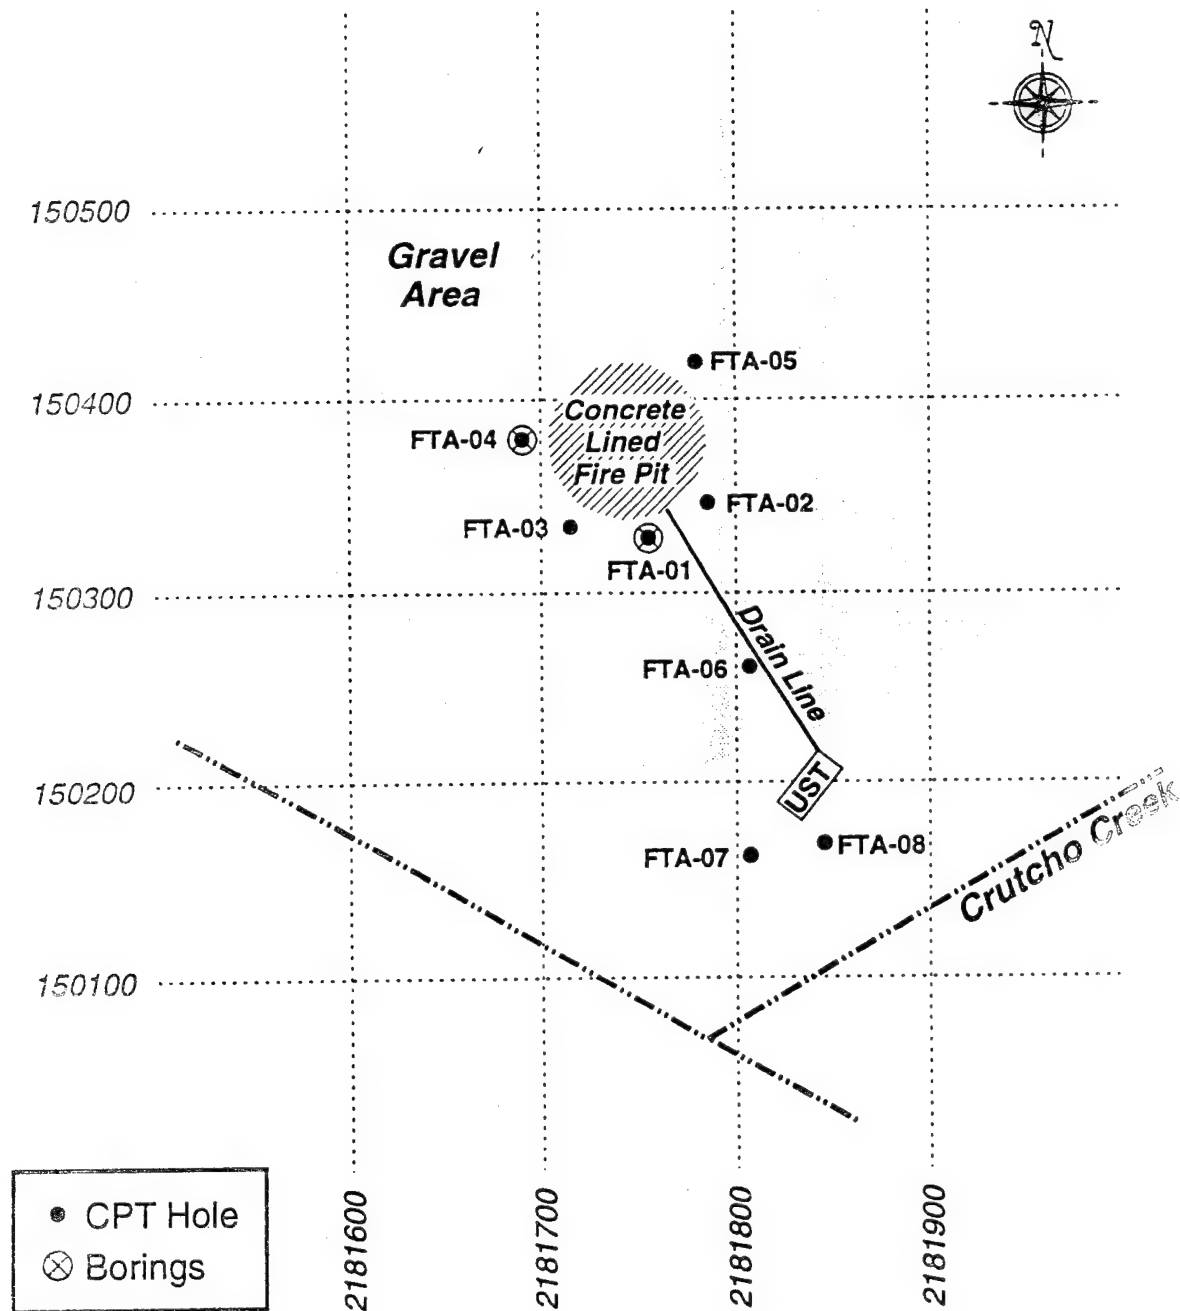 N
150500
Gravel
Area
FTA-05
150400
Concrete
Lined
Fire Pit
FTA-04
FTA-02
FTA-03
FTA-01
150300
Drain Line
FTA-06
UST
150200
Crutcho Creek
FTA-08
FTA-07
150100
2181600
2181700
2181800
2181900
CPT Hole
Borings